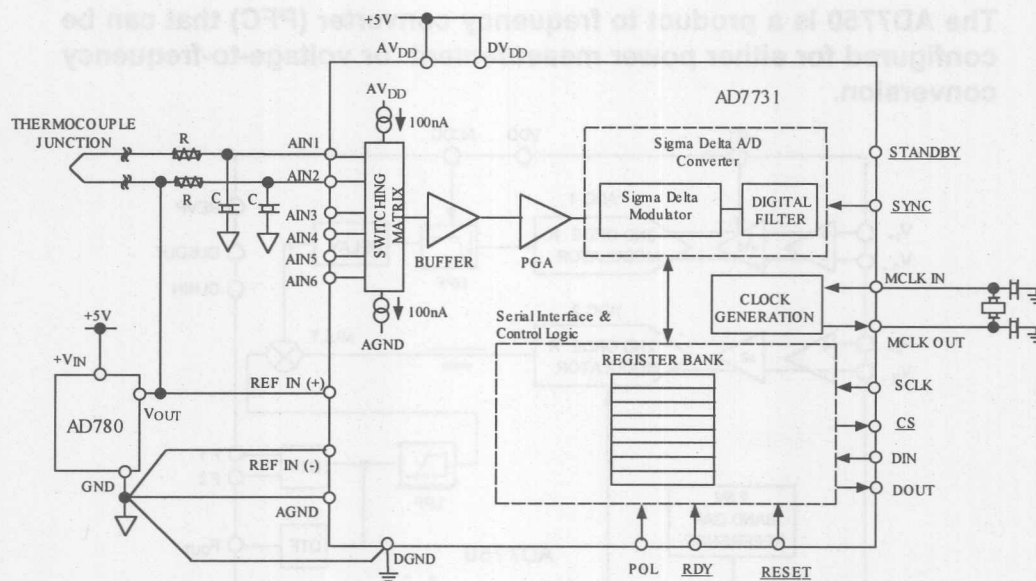 +5V
AVDD
DVDD
AD7731
AVDD
100nA
THERMOCOUPLE
JUNCTION
R
R
C
C
AIN1
AIN2
AIN3
AIN4
AIN5
AIN6
SWITCHING
MATRIX
BUFFER
PGA
Sigma Delta A/D
Converter
Sigma Delta
Modulator
DIGITAL
FILTER
STANDBY
SYNC
100nA
AGND
CLOCK
GENERATION
MCLK IN
MCLK OUT
Serial Interface &
Control Logic
REGISTER BANK
SCLK
CS
DIN
DOUT
+5V
+VIN
AD780
VOUT
GND
REF IN (+)
REF IN (-)
AGND
DGND
POL
RDY
RESET
The AD7750 is a product to frequency converter (PFC) that can be
configured for either power measurement or voltage-to-frequency
conversion.
AD7750